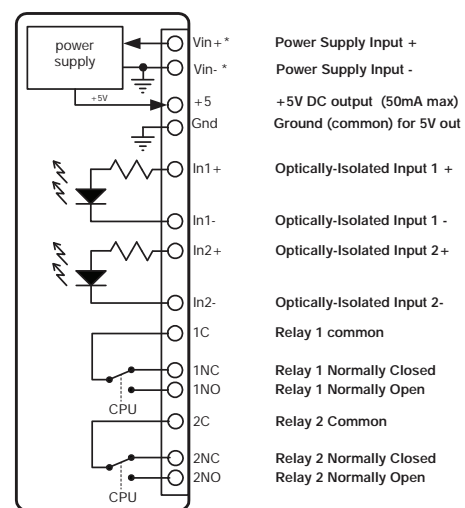 power
supply
+5V
Vin+* Power Supply Input +
Vin- * Power Supply Input -
+5 +5V DC output (50mA max)
Gnd Ground (common) for 5V out
In1+ Optically-Isolated Input 1 +
In1- Optically-Isolated Input 1 -
In2+ Optically-Isolated Input 2+
In2- Optically-Isolated Input 2-
1C Relay 1 common
1NC Relay 1 Normally Closed
1NO Relay 1 Normally Open
CPU
2C Relay 2 Common
2NC Relay 2 Normally Closed
2NO Relay 2 Normally Open
CPU